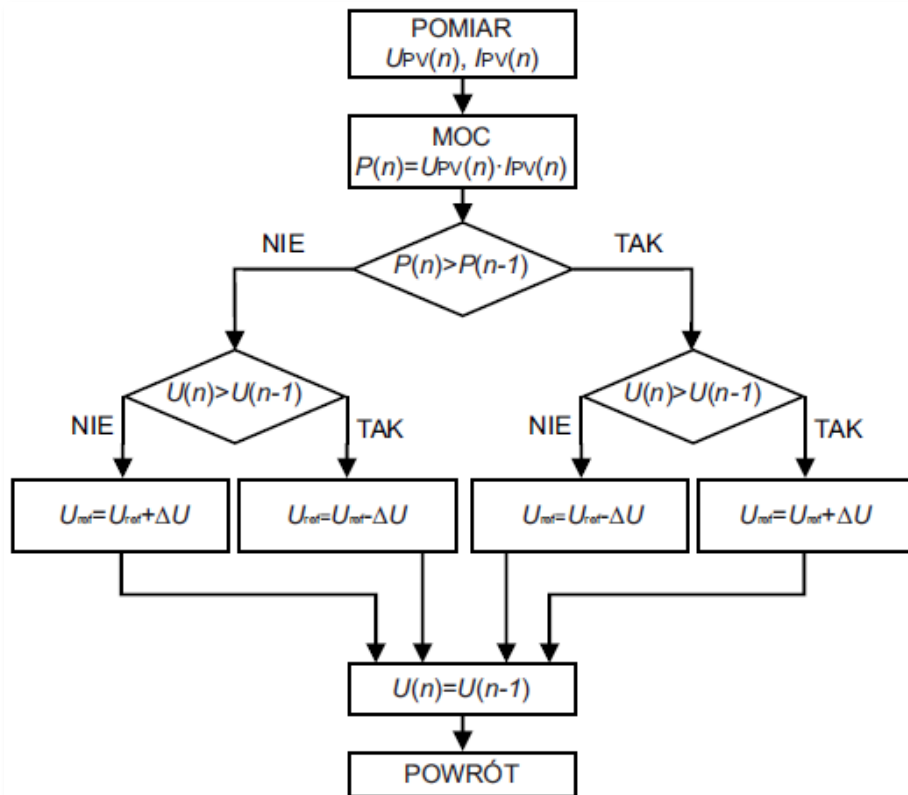 POMIAR
UPV(n), IPV(n)
MOC
P(n)=UPV(n)·IPV(n)
NIE
TAK
P(n)>P(n-1)
U(n)>U(n-1)
U(n)>U(n-1)
NIE
TAK
NIE
TAK
Uref=Uref+ΔU
Uref=Uref-ΔU
Uref=Uref-ΔU
Uref=Uref+ΔU
U(n)=U(n-1)
POWRÓT